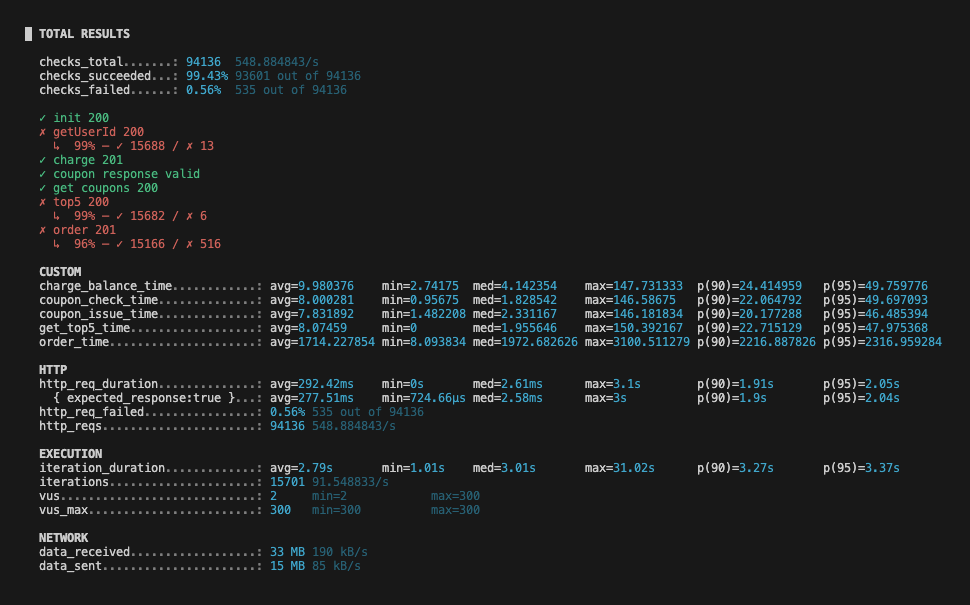 TOTAL RESULTS
checks_total.......: 94136  548.884843/s
checks_succeeded...: 99.43% 93601 out of 94136
checks_failed......: 0.56%  535 out of 94136
✓ init 200
✗ getUserId 200
↳  99% — ✓ 15688 / ✗ 13
✓ charge 201
✓ coupon response valid
✓ get coupons 200
✗ top5 200
↳  99% — ✓ 15682 / ✗ 6
✗ order 201
↳  96% — ✓ 15166 / ✗ 516
CUSTOM
charge_balance_time............: avg=9.980376    min=2.74175  med=4.142354    max=147.731333  p(90)=24.414959   p(95)=49.759776
coupon_check_time..............: avg=8.000281    min=0.95675  med=1.828542    max=146.58675   p(90)=22.064792   p(95)=49.697093
coupon_issue_time..............: avg=7.831892    min=1.482208 med=2.331167    max=146.181834  p(90)=20.177288   p(95)=46.485394
get_top5_time..................: avg=8.07459     min=0        med=1.955646    max=150.392167  p(90)=22.715129   p(95)=47.975368
order_time.....................: avg=1714.227854 min=8.093834 med=1972.682626 max=3100.511279 p(90)=2216.887826 p(95)=2316.959284
HTTP
http_req_duration..............: avg=292.42ms    min=0s       med=2.61ms      max=3.1s        p(90)=1.91s       p(95)=2.05s
{ expected_response:true }...: avg=277.51ms    min=724.66µs med=2.58ms      max=3s          p(90)=1.9s        p(95)=2.04s
http_req_failed................: 0.56% 535 out of 94136
http_reqs......................: 94136 548.884843/s
EXECUTION
iteration_duration.............: avg=2.79s       min=1.01s    med=3.01s       max=31.02s      p(90)=3.27s       p(95)=3.37s
iterations.....................: 15701 91.548833/s
vus............................: 2     min=2            max=300
vus_max........................: 300   min=300          max=300
NETWORK
data_received..................: 33 MB 190 kB/s
data_sent......................: 15 MB 85 kB/s